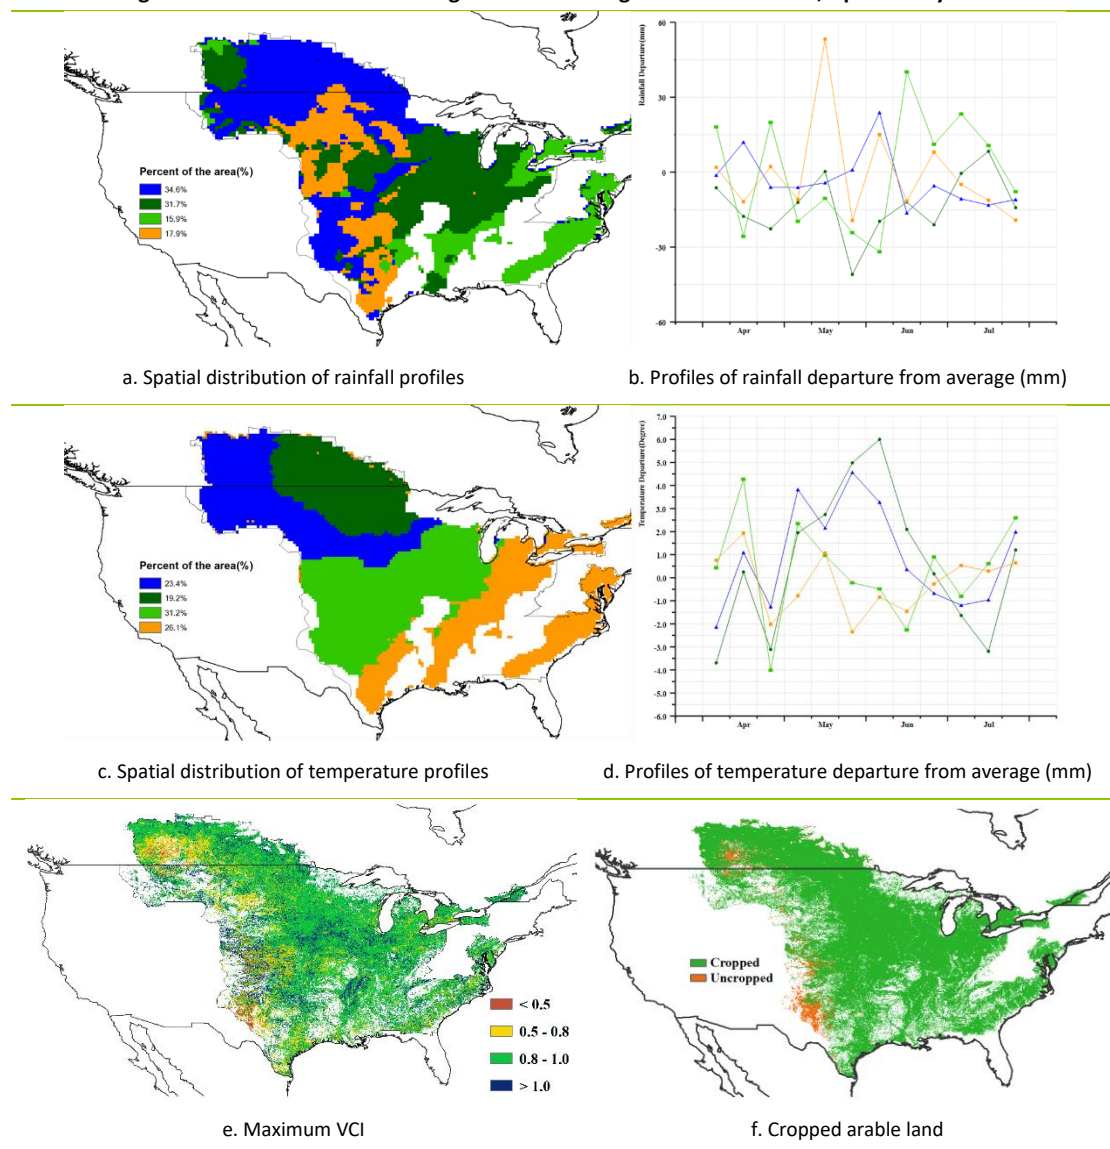 Percent of the area(%)
34.6%
31.7%
15.9%
17.9%
Rainfall Departure(mm)
60
30
0
-30
-60
Apr May Jun Jul
a. Spatial distribution of rainfall profiles
b. Profiles of rainfall departure from average (mm)
Percent of the area(%)
23.4%
19.2%
31.2%
26.1%
Temperature Departure(Degree)
7.0
6.0
5.0
4.0
3.0
2.0
1.0
0.0
-1.0
-2.0
-3.0
-4.0
-5.0
-6.0
Apr May Jun Jul
c. Spatial distribution of temperature profiles
d. Profiles of temperature departure from average (mm)
< 0.5
0.5 - 0.8
0.8 - 1.0
> 1.0
Cropped
Uncropped
e. Maximum VCI
f. Cropped arable land